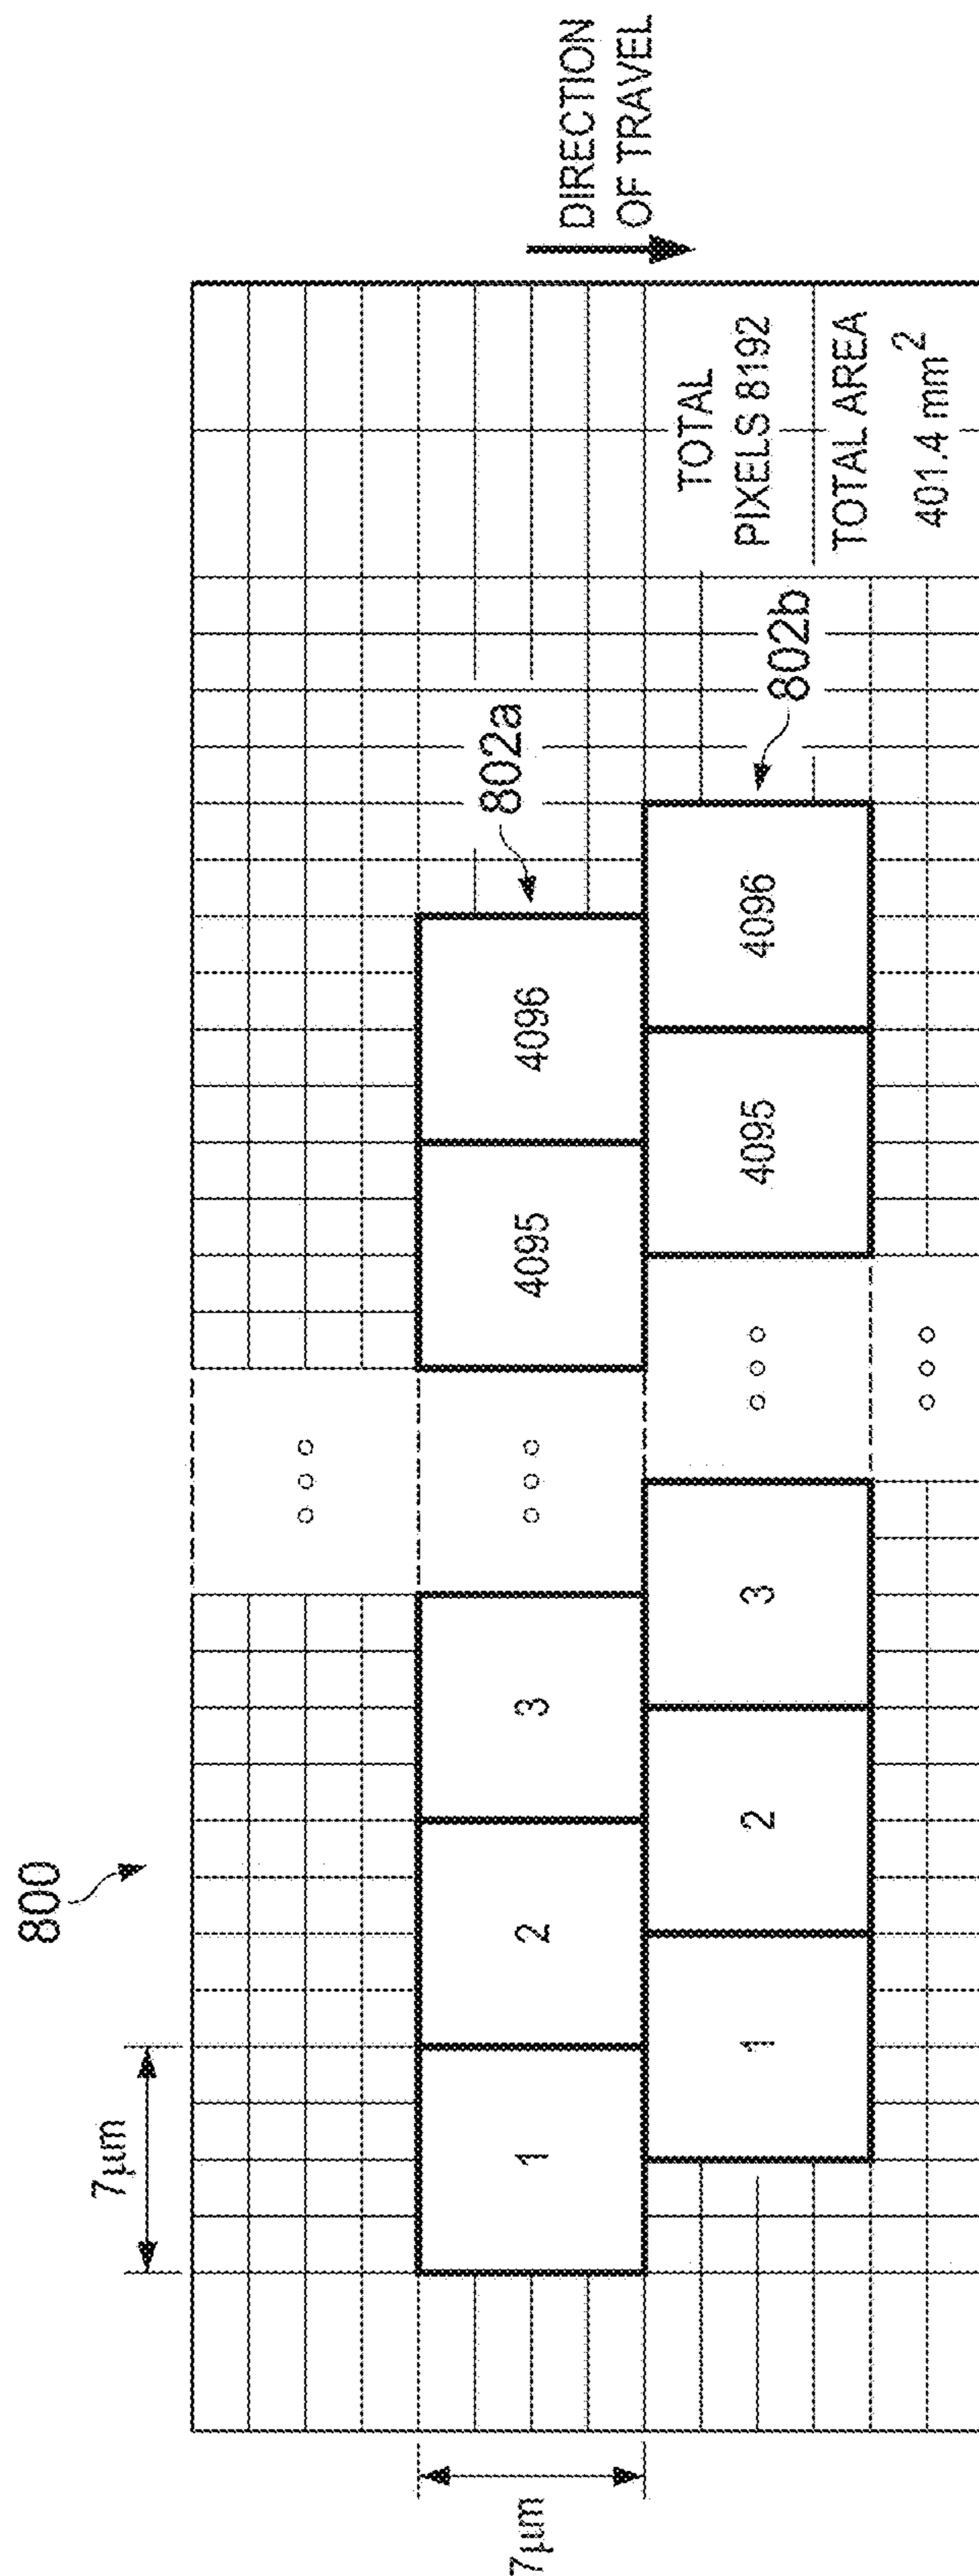 800
7µm
7µm
DIRECTION
OF TRAVEL
802a
1
2
3
4095
4096
802b
1
2
3
4095
4096
TOTAL
PIXELS 8192
TOTAL AREA
401.4 mm²